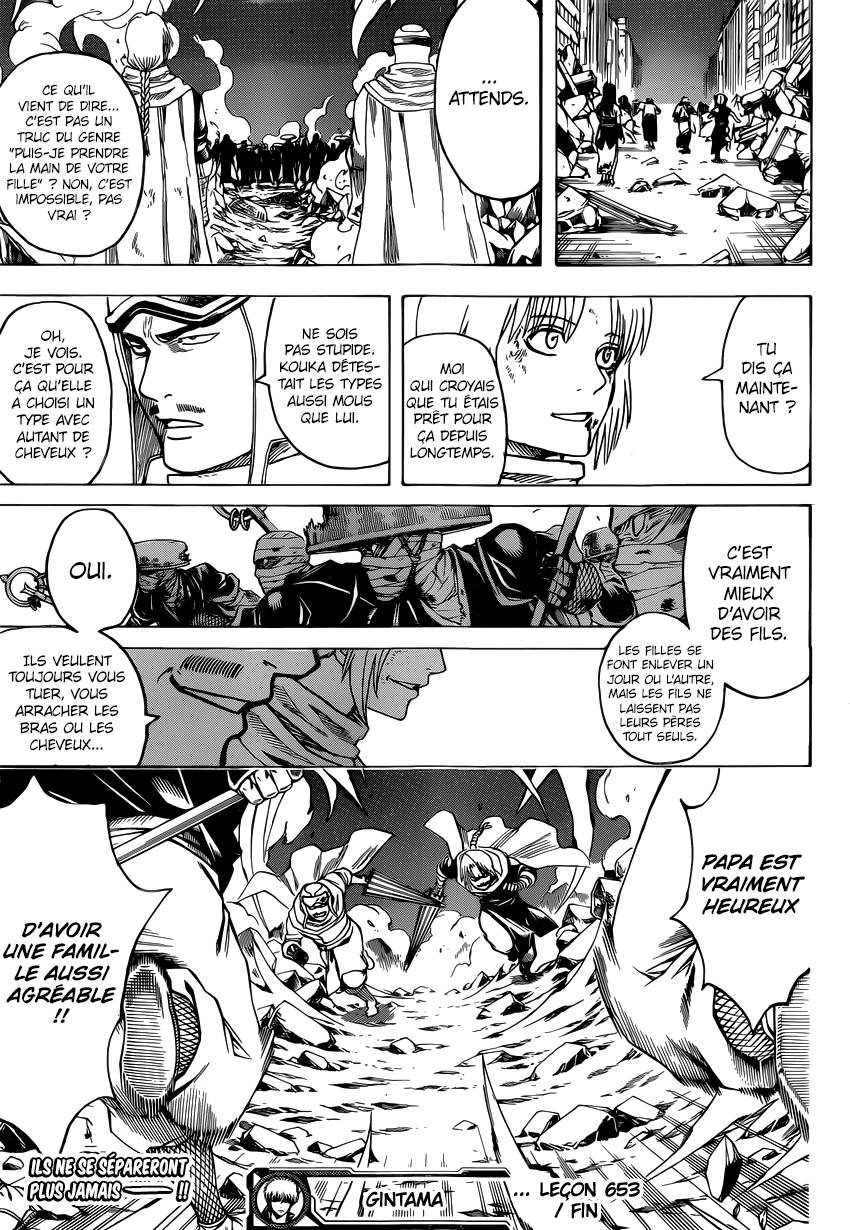 ...
ATTENDS.
CE QU'IL
VIENT DE DIRE...
C'EST PAS UN
TRUC DU GENRE
"PUIS-JE PRENDRE
LA MAIN DE VOTRE
FILLE" ? NON, C'EST
IMPOSSIBLE, PAS
VRAI ?
TU
DIS ÇA
MAINTE-
NANT ?
MOI
QUI CROYAIS
QUE TU ÉTAIS
PRÊT POUR
ÇA DEPUIS
LONGTEMPS.
NE SOIS
PAS STUPIDE.
KOUKA DÉTES-
TAIT LES TYPES
AUSSI MOUS
QUE LUI.
OH,
JE VOIS.
C'EST POUR
ÇA QU'ELLE
A CHOISI UN
TYPE AVEC
AUTANT DE
CHEVEUX ?
C'EST
VRAIMENT
MIEUX
D'AVOIR
DES FILS.
LES FILLES SE
FONT ENLEVER UN
JOUR OU L'AUTRE,
MAIS LES FILS NE
LAISSENT PAS
LEURS PÈRES
TOUT SEULS.
OUI.
ILS VEULENT
TOUJOURS VOUS
TUER, VOUS
ARRACHER LES
BRAS OU LES
CHEVEUX...
PAPA EST
VRAIMENT
HEUREUX
D'AVOIR
UNE FAMIL-
LE AUSSI
AGRÉABLE
!!
ILS NE SE SÉPARERONT
PLUS JAMAIS —— !!
GINTAMA
... LEÇON 653
/ FIN